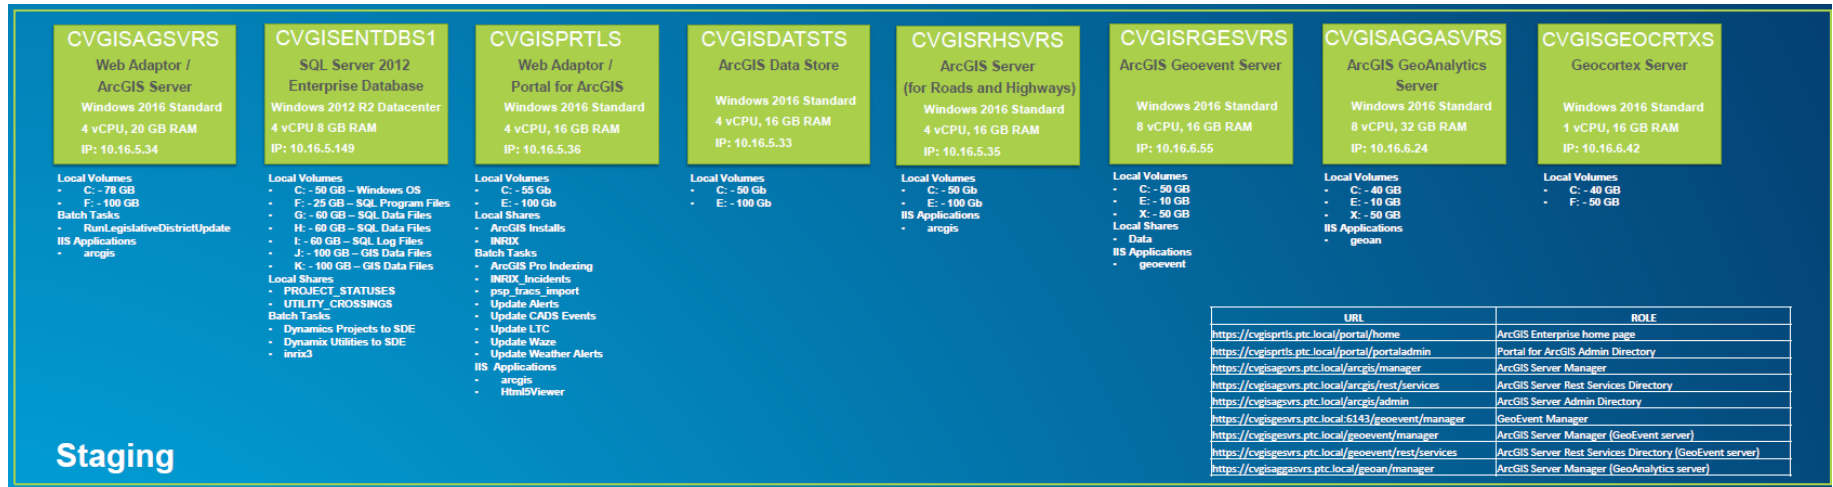 CVGISAGSVRS
Web Adaptor /
ArcGIS Server
Windows 2016 Standard
4 vCPU, 20 GB RAM
IP: 10.16.5.34
Local Volumes
- C: - 78 GB
- F: - 100 GB
Batch Tasks
- RunLegislativeDistrictUpdate
IIS Applications
- arcgis
CVGISENTDBS1
SQL Server 2012
Enterprise Database
Windows 2012 R2 Datacenter
4 vCPU 8 GB RAM
IP: 10.16.5.149
Local Volumes
- C: - 50 GB – Windows OS
- F: - 25 GB – SQL Program Files
- G: - 60 GB – SQL Data Files
- H: - 60 GB – SQL Data Files
- I: - 60 GB – SQL Log Files
- J: - 100 GB – GIS Data Files
- K: - 100 GB – GIS Data Files
Local Shares
- PROJECT_STATUSES
- UTILITY_CROSSINGS
Batch Tasks
- Dynamics Projects to SDE
- Dynamix Utilities to SDE
- inrix3
CVGISPRTLS
Web Adaptor /
Portal for ArcGIS
Windows 2016 Standard
4 vCPU, 16 GB RAM
IP: 10.16.5.36
Local Volumes
- C: - 55 Gb
- E: - 100 Gb
Local Shares
- ArcGIS Installs
- INRIX
Batch Tasks
- ArcGIS Pro Indexing
- INRIX_Incidents
- psp_tracs_import
- Update Alerts
- Update CADS Events
- Update LTC
- Update Waze
- Update Weather Alerts
IIS Applications
- arcgis
- Html5Viewer
CVGISDATSTS
ArcGIS Data Store
Windows 2016 Standard
4 vCPU, 16 GB RAM
IP: 10.16.5.33
Local Volumes
- C: - 50 Gb
- E: - 100 Gb
CVGISRHSVRS
ArcGIS Server
(for Roads and Highways)
Windows 2016 Standard
4 vCPU, 16 GB RAM
IP: 10.16.5.35
Local Volumes
- C: - 50 Gb
- E: - 100 Gb
IIS Applications
- arcgis
CVGISRGESVRS
ArcGIS Geoevent Server
Windows 2016 Standard
8 vCPU, 16 GB RAM
IP: 10.16.6.55
Local Volumes
- C: - 50 GB
- E: - 10 GB
- X: - 50 GB
Local Shares
- Data
IIS Applications
- geoevent
CVGISAGGASVRS
ArcGIS GeoAnalytics
Server
Windows 2016 Standard
8 vCPU, 32 GB RAM
IP: 10.16.6.24
Local Volumes
- C: - 40 GB
- E: - 10 GB
- X: - 50 GB
IIS Applications
- geoan
CVGISGEOCRTXS
Geocortex Server
Windows 2016 Standard
1 vCPU, 16 GB RAM
IP: 10.16.6.42
Local Volumes
- C: - 40 GB
- F: - 50 GB
URL ROLE
https://cvgisprtls.ptc.local/portal/home ArcGIS Enterprise home page
https://cvgisprtls.ptc.local/portal/portaladmin Portal for ArcGIS Admin Directory
https://cvgisagsvrs.ptc.local/arcgis/manager ArcGIS Server Manager
https://cvgisagsvrs.ptc.local/arcgis/rest/services ArcGIS Server Rest Services Directory
https://cvgisagsvrs.ptc.local/arcgis/admin ArcGIS Server Admin Directory
https://cvgisgesvrs.ptc.local:6143/geoevent/manager GeoEvent Manager
https://cvgisgesvrs.ptc.local/geoevent/manager ArcGIS Server Manager (GeoEvent server)
https://cvgisgesvrs.ptc.local/geoevent/rest/services ArcGIS Server Rest Services Directory (GeoEvent server)
https://cvgisaggasvrs.ptc.local/geoan/manager ArcGIS Server Manager (GeoAnalytics server)
Staging